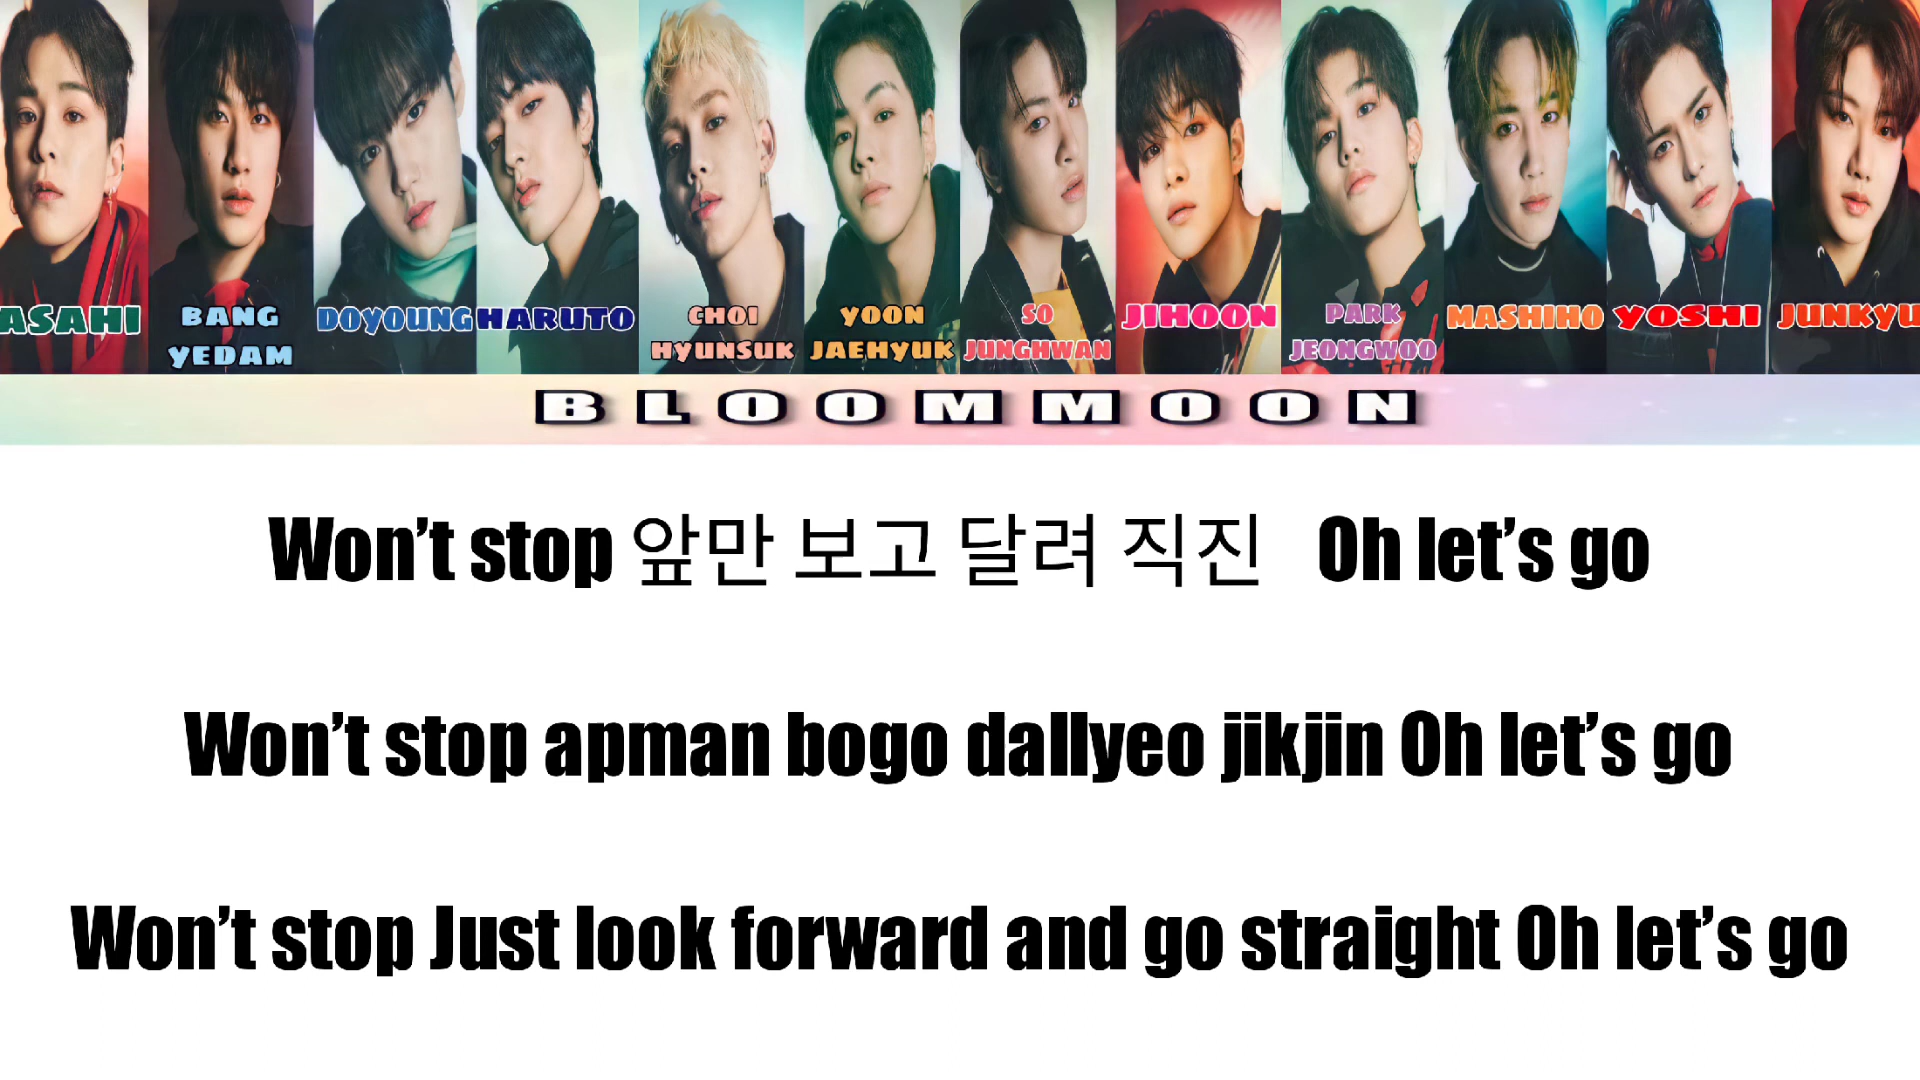 ASAHI
BANG
YEDAM
DOYOUNG
HARUTO
CHOI
HYUNSUK
YOON
JAEHYUK
SO
JUNGHWAN
JIHOON
PARK
JEONGWOO
MASHIHO
YOSHI
JUNKYU
BLOOMMOON
Won’t stop 앞만 보고 달려 직진 Oh let’s go
Won’t stop apman bogo dallyeo jikjin Oh let’s go
Won’t stop Just look forward and go straight Oh let’s go